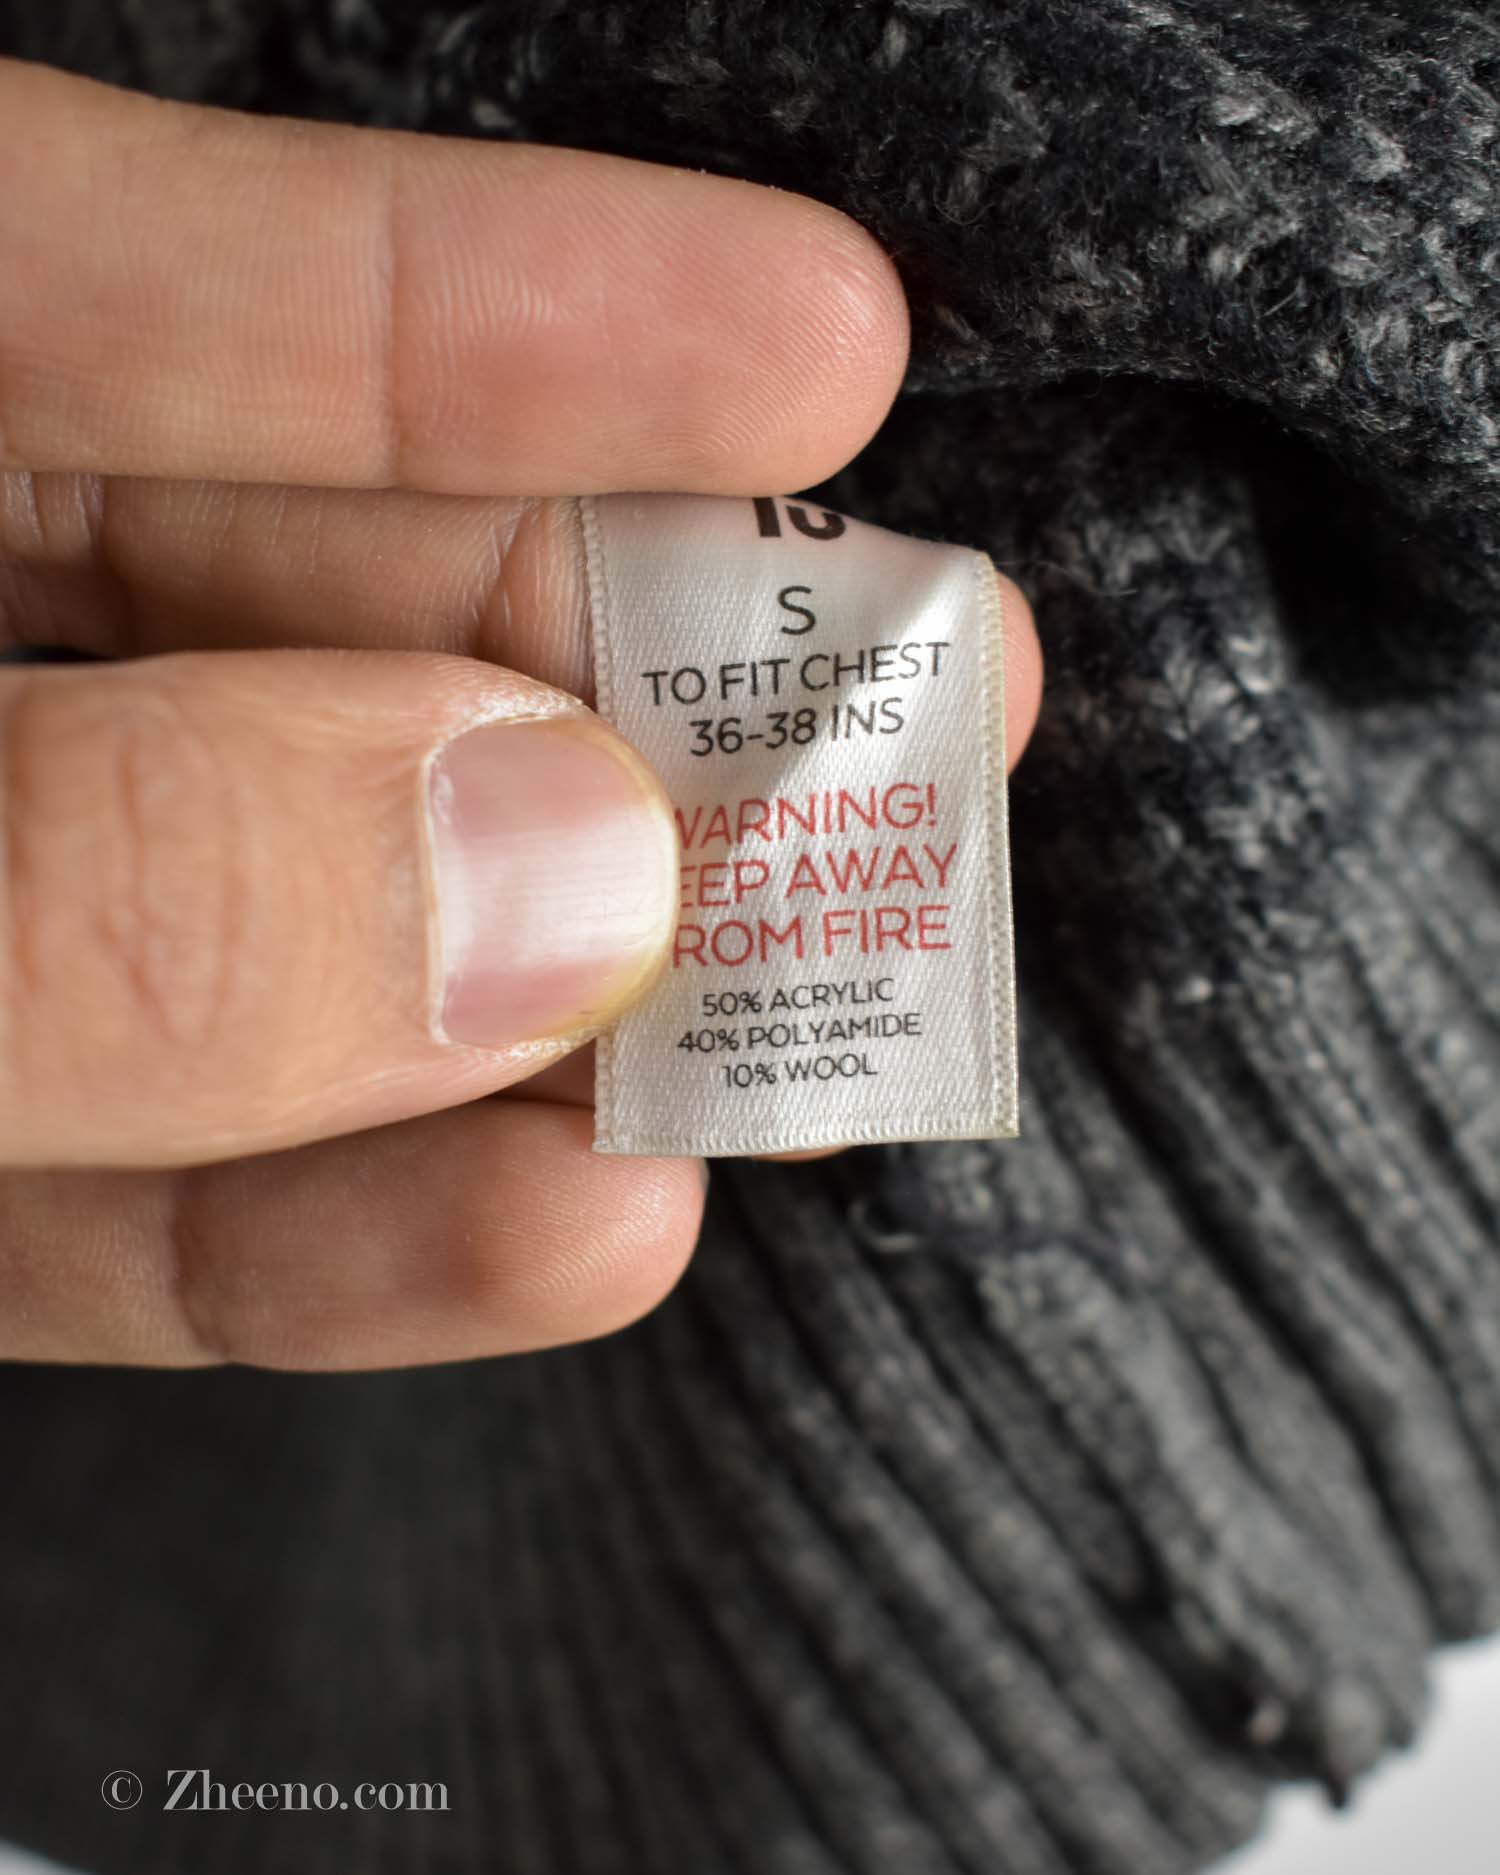 S
TO FIT CHEST
36-38 INS
WARNING!
EEP AWAY
ROM FIRE
50% ACRYLIC
40% POLYAMIDE
10% WOOL
© Zheeno.com